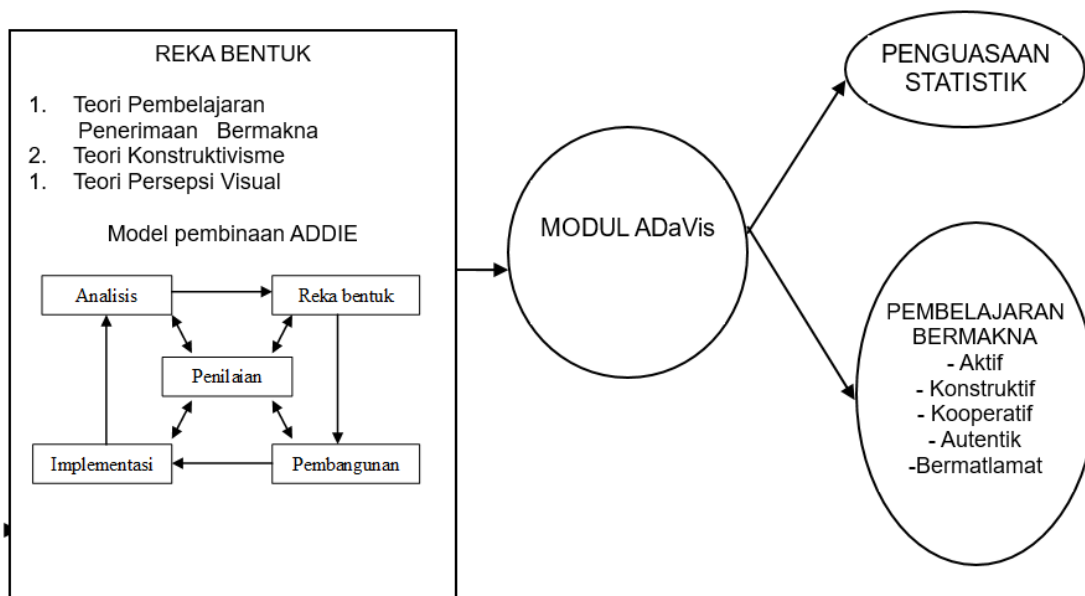 REKA BENTUK
1. Teori Pembelajaran
Penerimaan Bermakna
2. Teori Konstruktivisme
1. Teori Persepsi Visual
Model pembinaan ADDIE
Analisis
Reka bentuk
Penilaian
Implementasi
Pembangunan
MODUL ADaVis
PENGUASAAN
STATISTIK
PEMBELAJARAN
BERMAKNA
- Aktif
- Konstruktif
- Kooperatif
- Autentik
-Bermatlamat